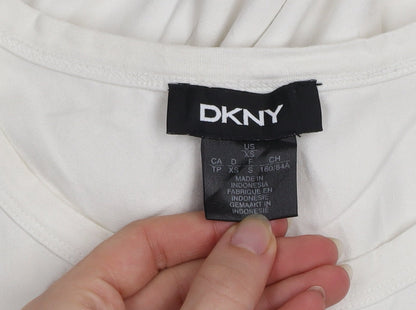 DKNY
US
XS
CA D F CH
TP XS S 160/84A
MADE IN
INDONESIA
FABRIQUE EN
INDONESIE
GEMAAKT IN
INDONESIE